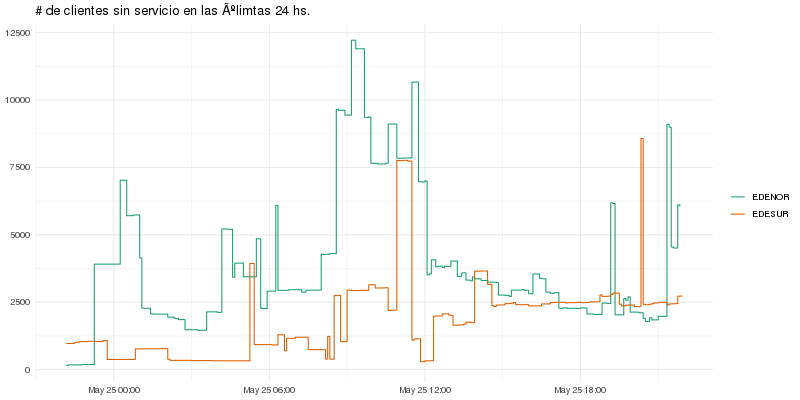 # de clientes sin servicio en las Ãºlimtas 24 hs.
12500
10000
7500
5000
2500
0
May 25 00:00
May 25 06:00
May 25 12:00
May 25 18:00
EDENOR
EDESUR